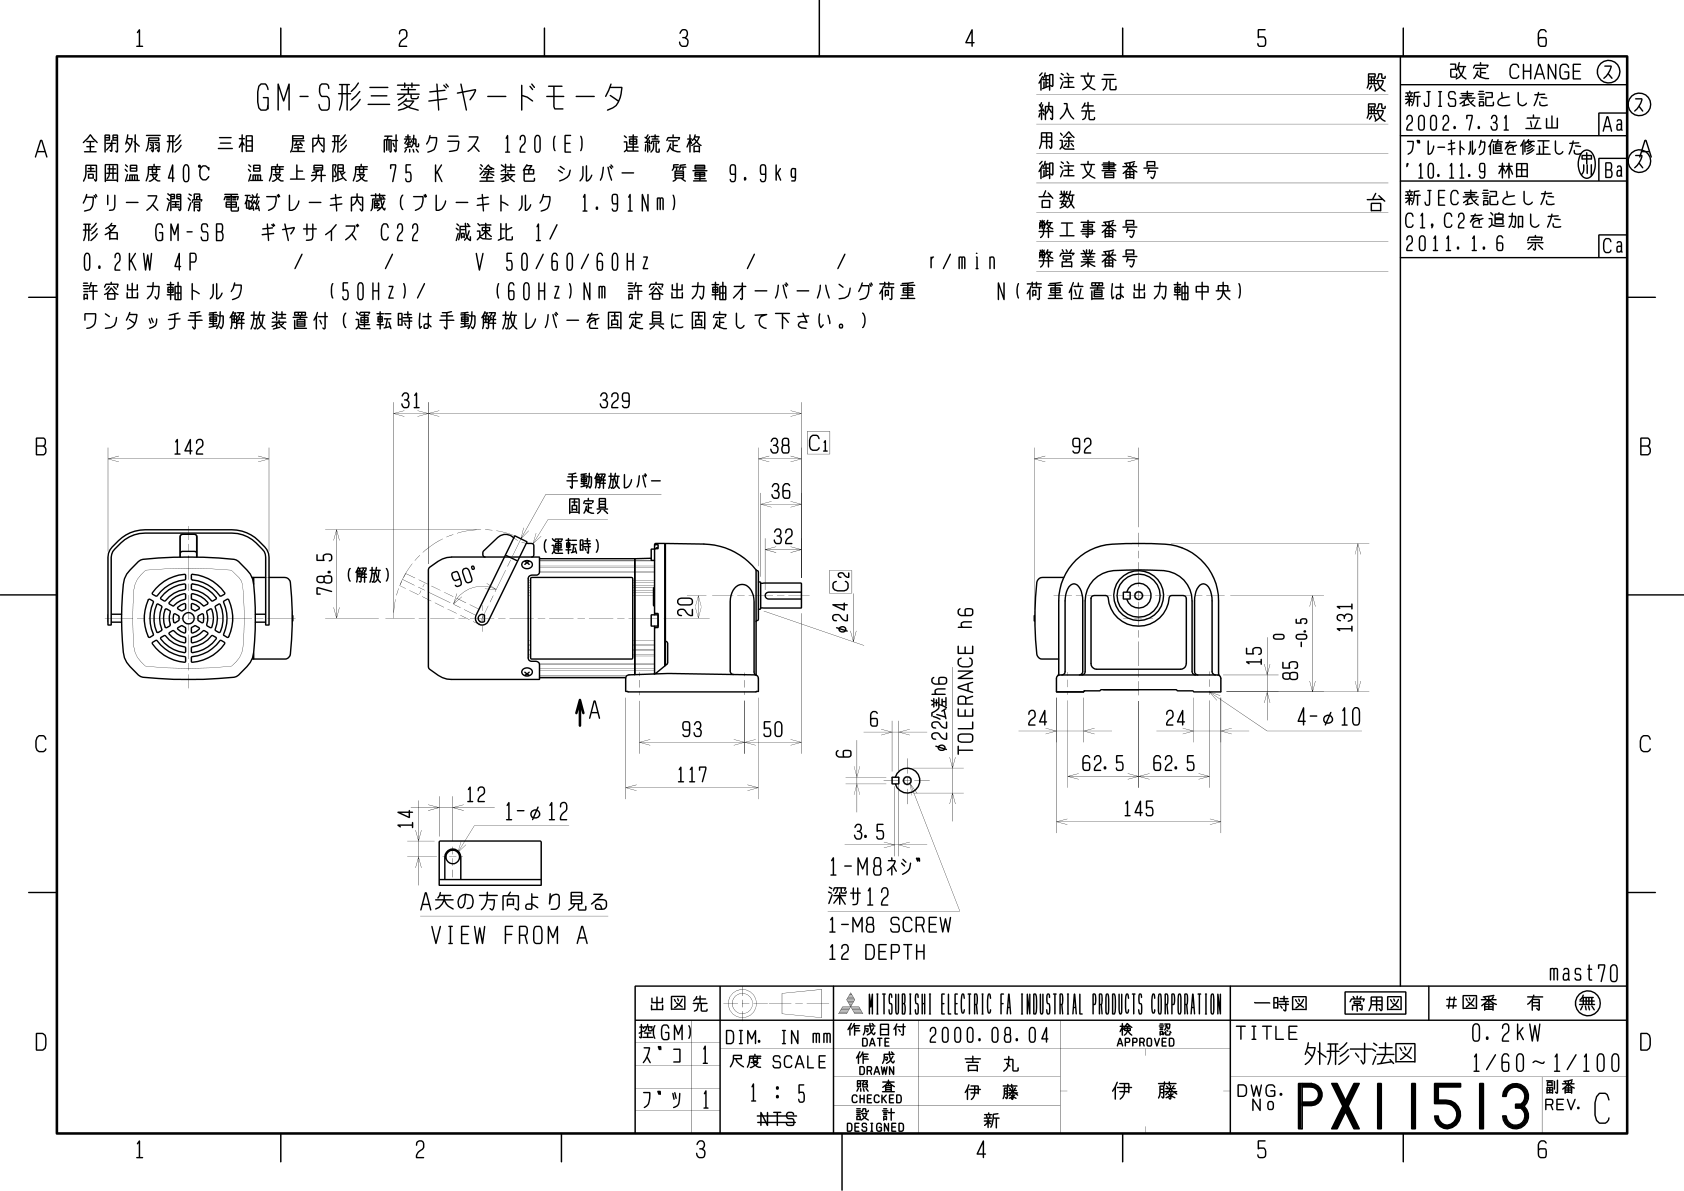 1 2 3 4 5 6
GM-S形三菱ギヤードモータ
全閉外扇形 三相 屋内形 耐熱クラス 120(E) 連続定格
周囲温度40℃ 温度上昇限度 75 K 塗装色 シルバー 質量 9.9kg
グリース潤滑 電磁ブレーキ内蔵(ブレーキトルク 1.91Nm)
形名 GM-SB ギヤサイズ C22 減速比 1/
0.2KW 4P / / V 50/60/60Hz / / r/min
許容出力軸トルク (50Hz)/ (60Hz)Nm 許容出力軸オーバーハング荷重 N(荷重位置は出力軸中央)
ワンタッチ手動解放装置付(運転時は手動解放レバーを固定具に固定して下さい。)
御注文元 殿
納入先 殿
用途
御注文書番号
台数 台
弊工事番号
弊営業番号
改定 CHANGE ス
新JIS表記とした ス
2002.7.31 立山 Aa
ブレーキトルク値を修正した
'10.11.9 林田 Ba ス
新JEC表記とした
C1,C2を追加した
2011.1.6 宗 Ca
A A
B B
C C
D D
142
31 329
38 C1
36
32
手動解放レバー
固定具
(運転時)
(解放)
78.5
90°
20
φ24 C2
A
93 50
117
12
14
1-φ12
A矢の方向より見る
VIEW FROM A
6
6
3.5
φ22公差h6
TOLERANCE h6
1-M8ネジ
深サ12
1-M8 SCREW
12 DEPTH
92
131
15
85 0 -0.5
24 24
4-φ10
62.5 62.5
145
mast70
出図先
控(GM)
ズコ 1
ブツ 1
DIM. IN mm
尺度 SCALE
1 : 5
NTS
MITSUBISHI ELECTRIC FA INDUSTRIAL PRODUCTS CORPORATION
作成日付 DATE 2000.08.04
作成 DRAWN 吉丸
照査 CHECKED 伊藤
設計 DESIGNED 新
検認 APPROVED
伊藤
一時図 常用図 #図番 有 無
TITLE 0.2kW
外形寸法図 1/60~1/100
DWG. No PX11513 副番 REV. C
1 2 3 4 5 6